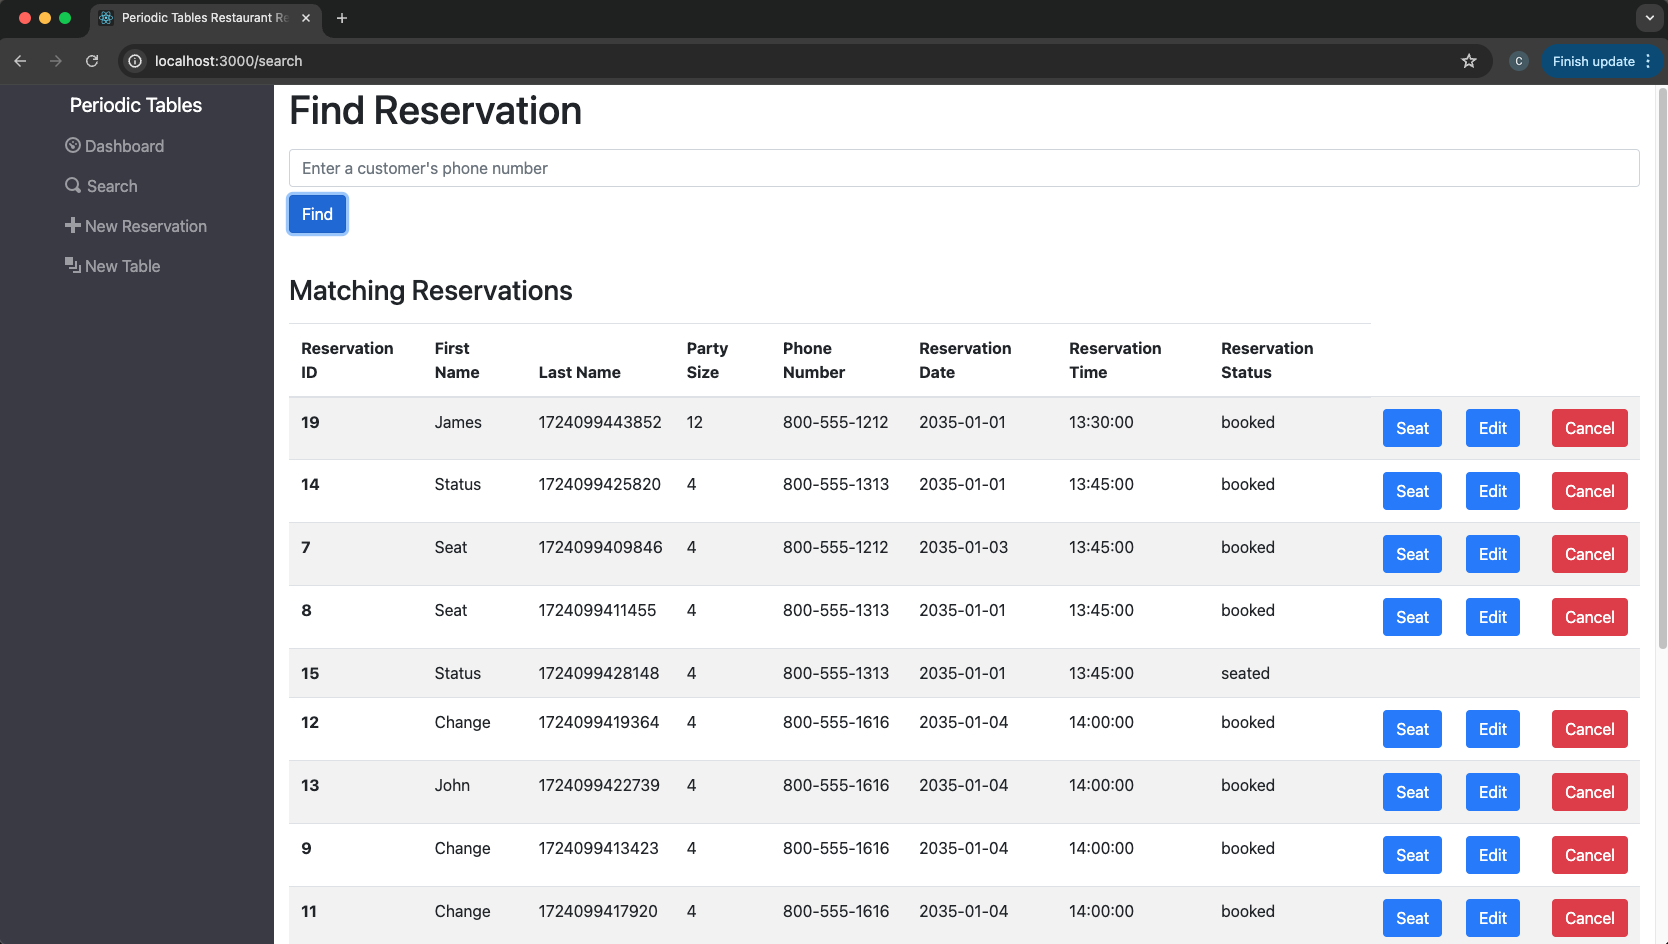 Periodic Tables Restaurant Re
localhost:3000/search
C
Finish update
Periodic Tables
Dashboard
Search
New Reservation
New Table
Find Reservation
Enter a customer's phone number
Find
Matching Reservations
Reservation ID First Name Last Name Party Size Phone Number Reservation Date Reservation Time Reservation Status
19 James 1724099443852 12 800-555-1212 2035-01-01 13:30:00 booked Seat Edit Cancel
14 Status 1724099425820 4 800-555-1313 2035-01-01 13:45:00 booked Seat Edit Cancel
7 Seat 1724099409846 4 800-555-1212 2035-01-03 13:45:00 booked Seat Edit Cancel
8 Seat 1724099411455 4 800-555-1313 2035-01-01 13:45:00 booked Seat Edit Cancel
15 Status 1724099428148 4 800-555-1313 2035-01-01 13:45:00 seated
12 Change 1724099419364 4 800-555-1616 2035-01-04 14:00:00 booked Seat Edit Cancel
13 John 1724099422739 4 800-555-1616 2035-01-04 14:00:00 booked Seat Edit Cancel
9 Change 1724099413423 4 800-555-1616 2035-01-04 14:00:00 booked Seat Edit Cancel
11 Change 1724099417920 4 800-555-1616 2035-01-04 14:00:00 booked Seat Edit Cancel